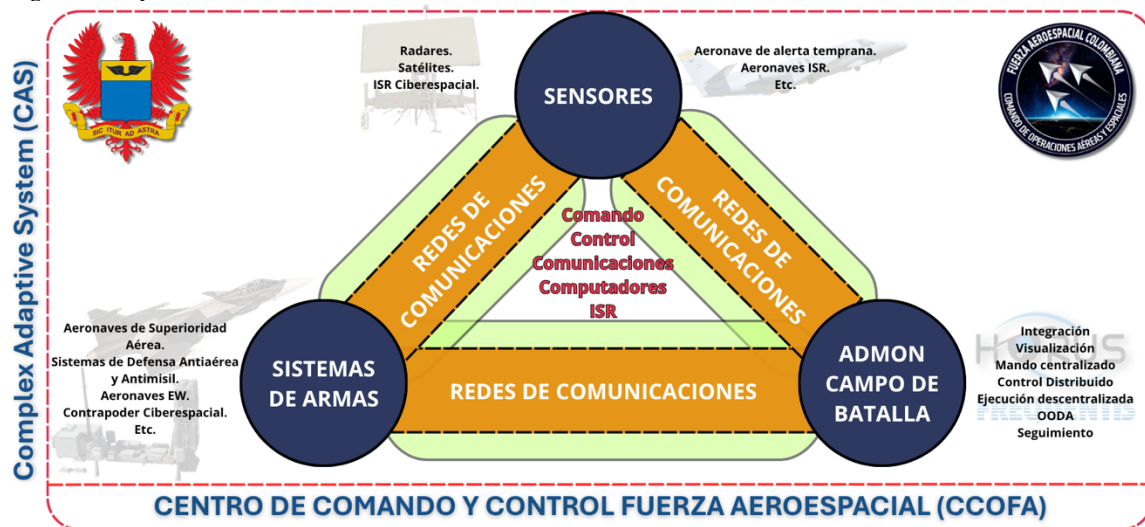 Complex Adaptive System (CAS)
SIC ITUR AD ASTRA
Radares.
Satélites.
ISR Ciberespacial.
SENSORES
Aeronave de alerta temprana.
Aeronaves ISR.
Etc.
FUERZA AEROESPACIAL COLOMBIANA
COMANDO DE OPERACIONES AÉREAS Y ESPACIALES
REDES DE
COMUNICACIONES
REDES DE
COMUNICACIONES
Comando
Control
Comunicaciones
Computadores
ISR
Aeronaves de Superioridad
Aérea.
Sistemas de Defensa Antiaérea
y Antimisil.
Aeronaves EW.
Contrapoder Ciberespacial.
Etc.
SISTEMAS
DE ARMAS
REDES DE COMUNICACIONES
ADMON
CAMPO DE
BATALLA
HORUS
FREQUENTIS
Integración
Visualización
Mando centralizado
Control Distribuido
Ejecución descentralizada
OODA
Seguimiento
CENTRO DE COMANDO Y CONTROL FUERZA AEROESPACIAL (CCOFA)